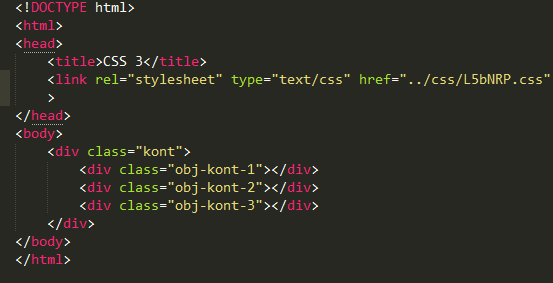 <!DOCTYPE html>
<html>
<head>
    <title>CSS 3</title>
    <link rel="stylesheet" type="text/css" href="../css/L5bNRP.css"
    >
</head>
<body>
    <div class="kont">
        <div class="obj-kont-1"></div>
        <div class="obj-kont-2"></div>
        <div class="obj-kont-3"></div>
    </div>
</body>
</html>